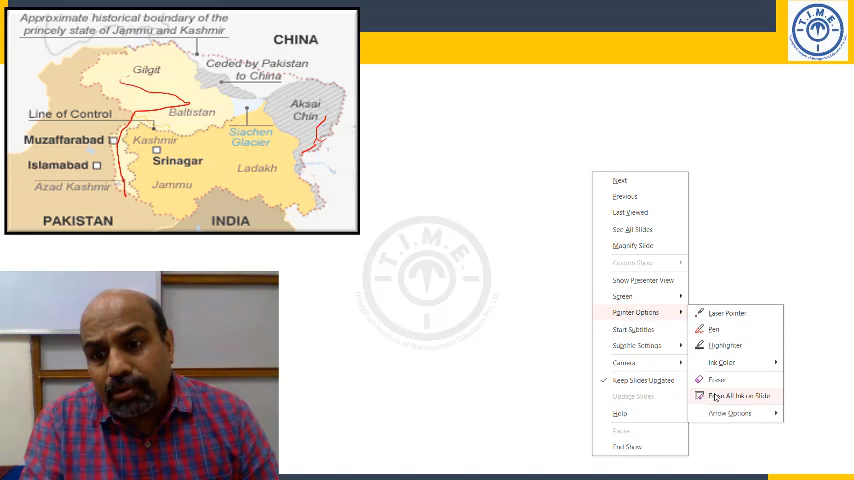 Approximate historical boundary of the
princely state of Jammu and Kashmir
CHINA
Gilgit
Ceded by Pakistan
to China
Aksai
Chin
Line of Control
Baltistan
Muzaffarabad
Kashmir
Siachen
Glacier
Islamabad
Srinagar
Ladakh
Azad Kashmir
Jammu
PAKISTAN
INDIA
T.I.M.E.
T.I.M.E.
Next
Previous
Last Viewed
See All Slides
Magnify Slide
Custom Show
Show Presenter View
Screen
Pointer Options
Start Subtitles
Subtitle Settings
Camera
Keep Slides Updated
Update Slides
Help
Pause
End Show
Laser Pointer
Pen
Highlighter
Ink Color
Eraser
Erase All Ink on Slide
Arrow Options